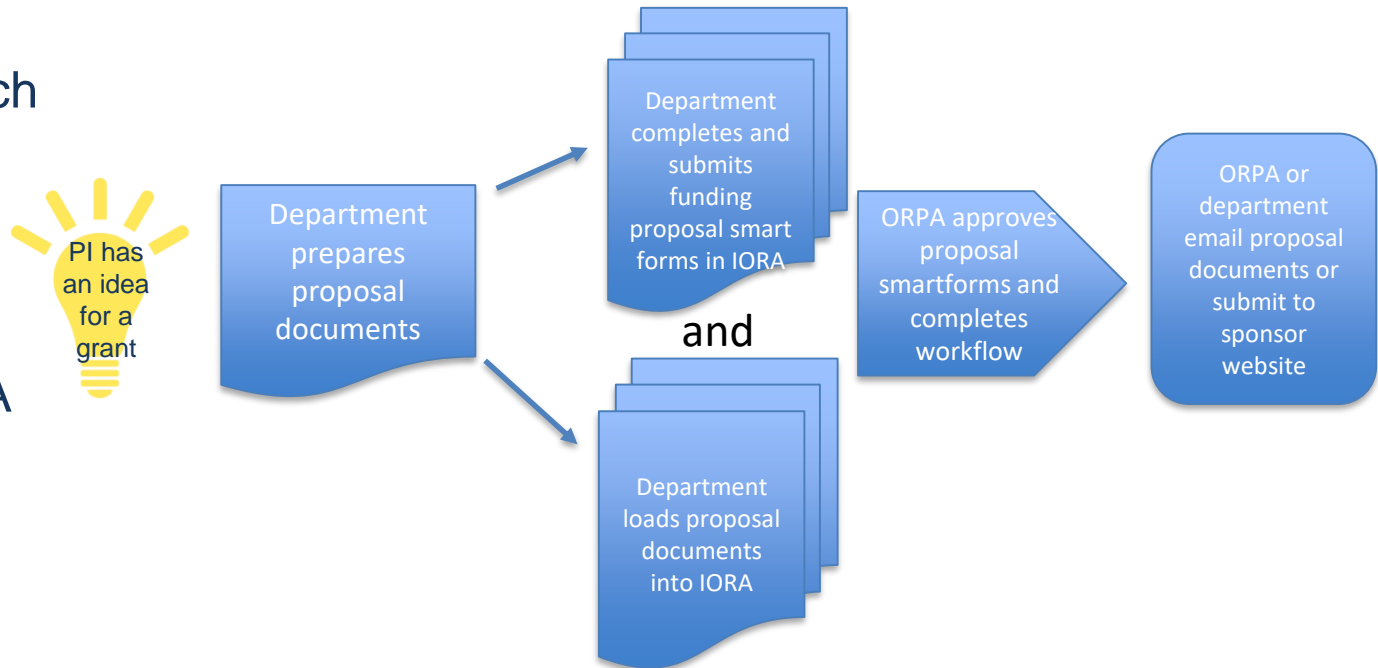 ch
A
PI has
an idea
for a
grant
Department
prepares
proposal
documents
Department
completes and
submits
funding
proposal smart
forms in IORA
and
Department
loads proposal
documents
into IORA
ORPA approves
proposal
smartforms and
completes
workflow
ORPA or
department
email proposal
documents or
submit to
sponsor
website